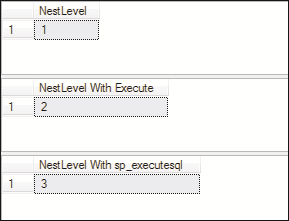 NestLevel
1 1
NestLevel With Execute
1 2
NestLevel With sp_executesql
1 3